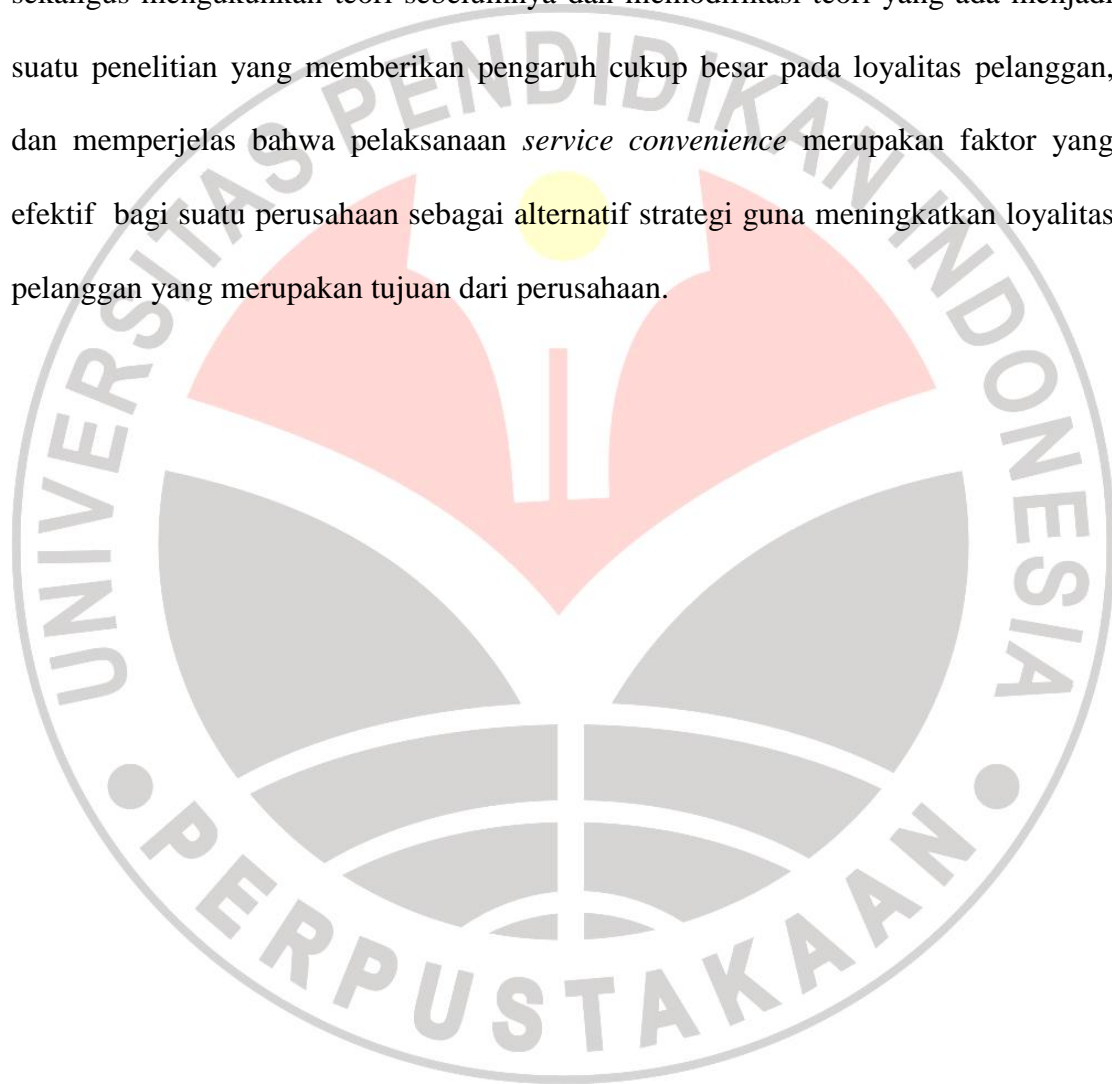 sekaligus mengukuhkan teori sebelumnya dan memodifikasi teori yang ada menjadi
suatu penelitian yang memberikan pengaruh cukup besar pada loyalitas pelanggan,
dan memperjelas bahwa pelaksanaan service convenience merupakan faktor yang
efektif bagi suatu perusahaan sebagai alternatif strategi guna meningkatkan loyalitas
pelanggan yang merupakan tujuan dari perusahaan.
UNIVERSITAS PENDIDIKAN INDONESIA
PERPUSTAKAAN